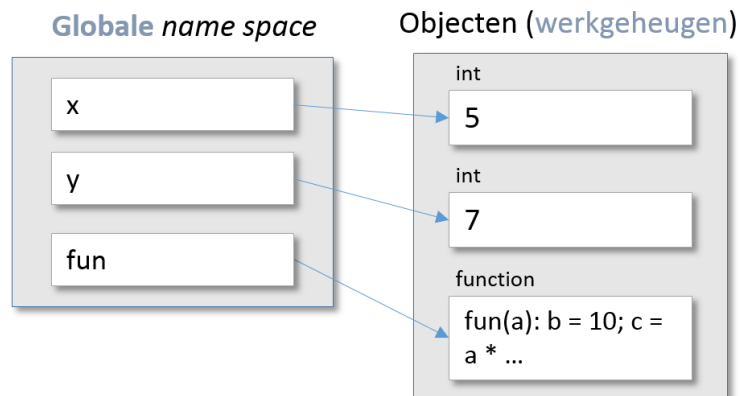 Globale name space
x
y
fun
Objecten (werkgeheugen)
int
5
int
7
function
fun(a): b = 10; c =
a * ...